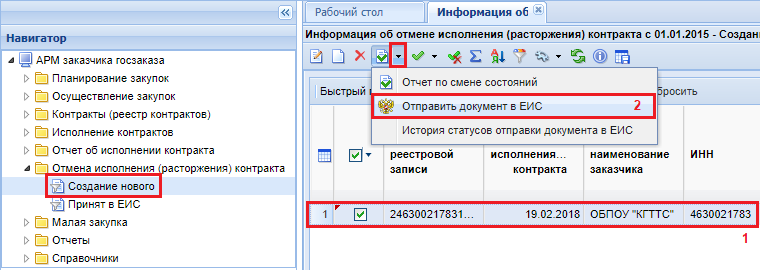 Навигатор
АРМ заказчика госзаказа
Планирование закупок
Осуществление закупок
Контракты (реестр контрактов)
Исполнение контрактов
Отчет об исполнении контракта
Отмена исполнения (расторжения) контракта
Создание нового
Принят в ЕИС
Малая закупка
Отчеты
Справочники
Рабочий стол
Информация об
Информация об отмене исполнения (расторжения) контракта с 01.01.2015 - Создан
Отчет по смене состояний
Отправить документ в ЕИС 2
История статусов отправки документа в ЕИС
Быстрый
бросить
реестровой записи
исполнения... контракта
наименование заказчика
ИНН
1 246300217831... 19.02.2018 ОБПОУ "КГТТС" 4630021783
1